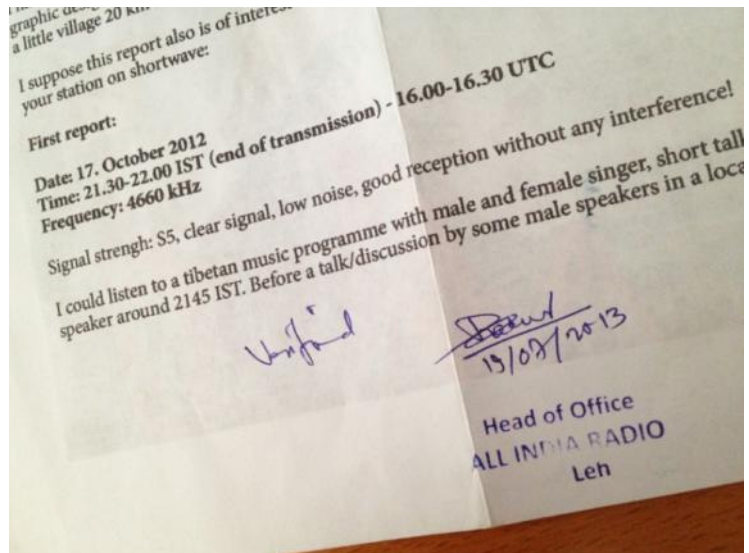 graphic
a little village 20 km
I suppose this report also is of interest
your station on shortwave:
First report:
Date: 17. October 2012
Time: 21.30-22.00 IST (end of transmission) - 16.00-16.30 UTC
Frequency: 4660 kHz
Signal strengh: S5, clear signal, low noise, good reception without any interference!
I could listen to a tibetan music programme with male and female singer, short talk
speaker around 2145 IST. Before a talk/discussion by some male speakers in a loca
Verified
19/07/2013
Head of Office
ALL INDIA RADIO
Leh